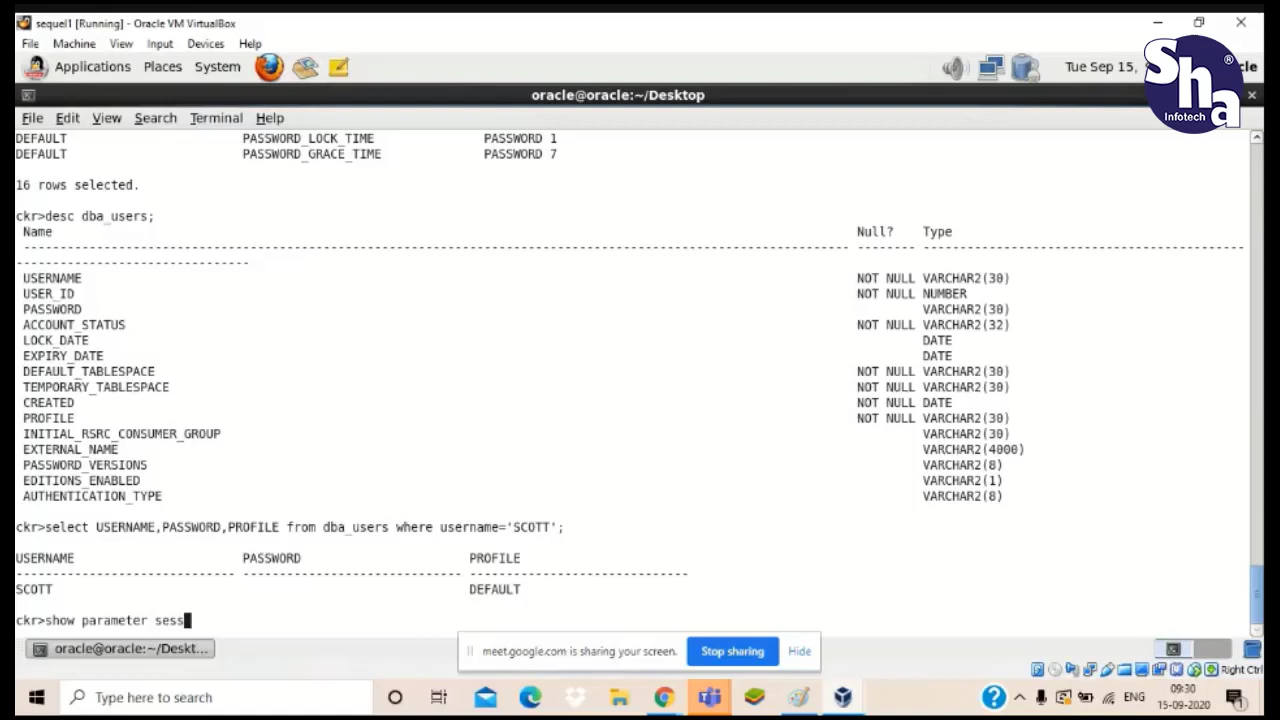 sequel1 [Running] - Oracle VM VirtualBox
File Machine View Input Devices Help
Applications Places System
Tue Sep 15,
cle
Sha
®
Infotech
oracle@oracle:~/Desktop
File Edit View Search Terminal Help
DEFAULT PASSWORD_LOCK_TIME PASSWORD 1
DEFAULT PASSWORD_GRACE_TIME PASSWORD 7
16 rows selected.
ckr>desc dba_users;
Name Null? Type
----------------------------------------------------------------------------------------------------------------- -------- ------------------------------------------
--------------------------------
USERNAME NOT NULL VARCHAR2(30)
USER_ID NOT NULL NUMBER
PASSWORD VARCHAR2(30)
ACCOUNT_STATUS NOT NULL VARCHAR2(32)
LOCK_DATE DATE
EXPIRY_DATE DATE
DEFAULT_TABLESPACE NOT NULL VARCHAR2(30)
TEMPORARY_TABLESPACE NOT NULL VARCHAR2(30)
CREATED NOT NULL DATE
PROFILE NOT NULL VARCHAR2(30)
INITIAL_RSRC_CONSUMER_GROUP VARCHAR2(30)
EXTERNAL_NAME VARCHAR2(4000)
PASSWORD_VERSIONS VARCHAR2(8)
EDITIONS_ENABLED VARCHAR2(1)
AUTHENTICATION_TYPE VARCHAR2(8)
ckr>select USERNAME,PASSWORD,PROFILE from dba_users where username='SCOTT';
USERNAME PASSWORD PROFILE
------------------------------ ------------------------------ ------------------------------
SCOTT DEFAULT
ckr>show parameter sess
oracle@oracle:~/Deskt...
meet.google.com is sharing your screen. Stop sharing Hide
Right Ctrl
Type here to search
ENG
09:30
15-09-2020